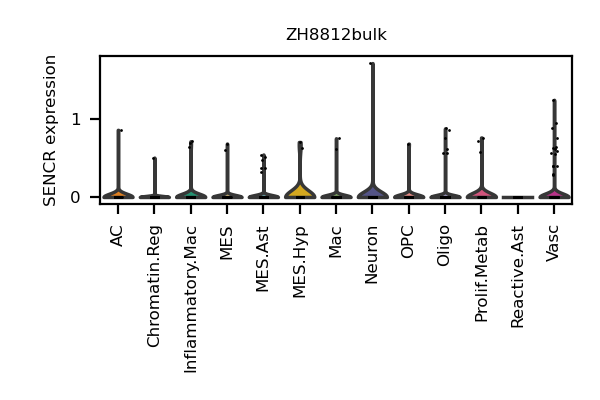 ZH8812bulk
SENCR expression
1
0
AC
Chromatin.Reg
Inflammatory.Mac
MES
MES.Ast
MES.Hyp
Mac
Neuron
OPC
Oligo
Prolif.Metab
Reactive.Ast
Vasc